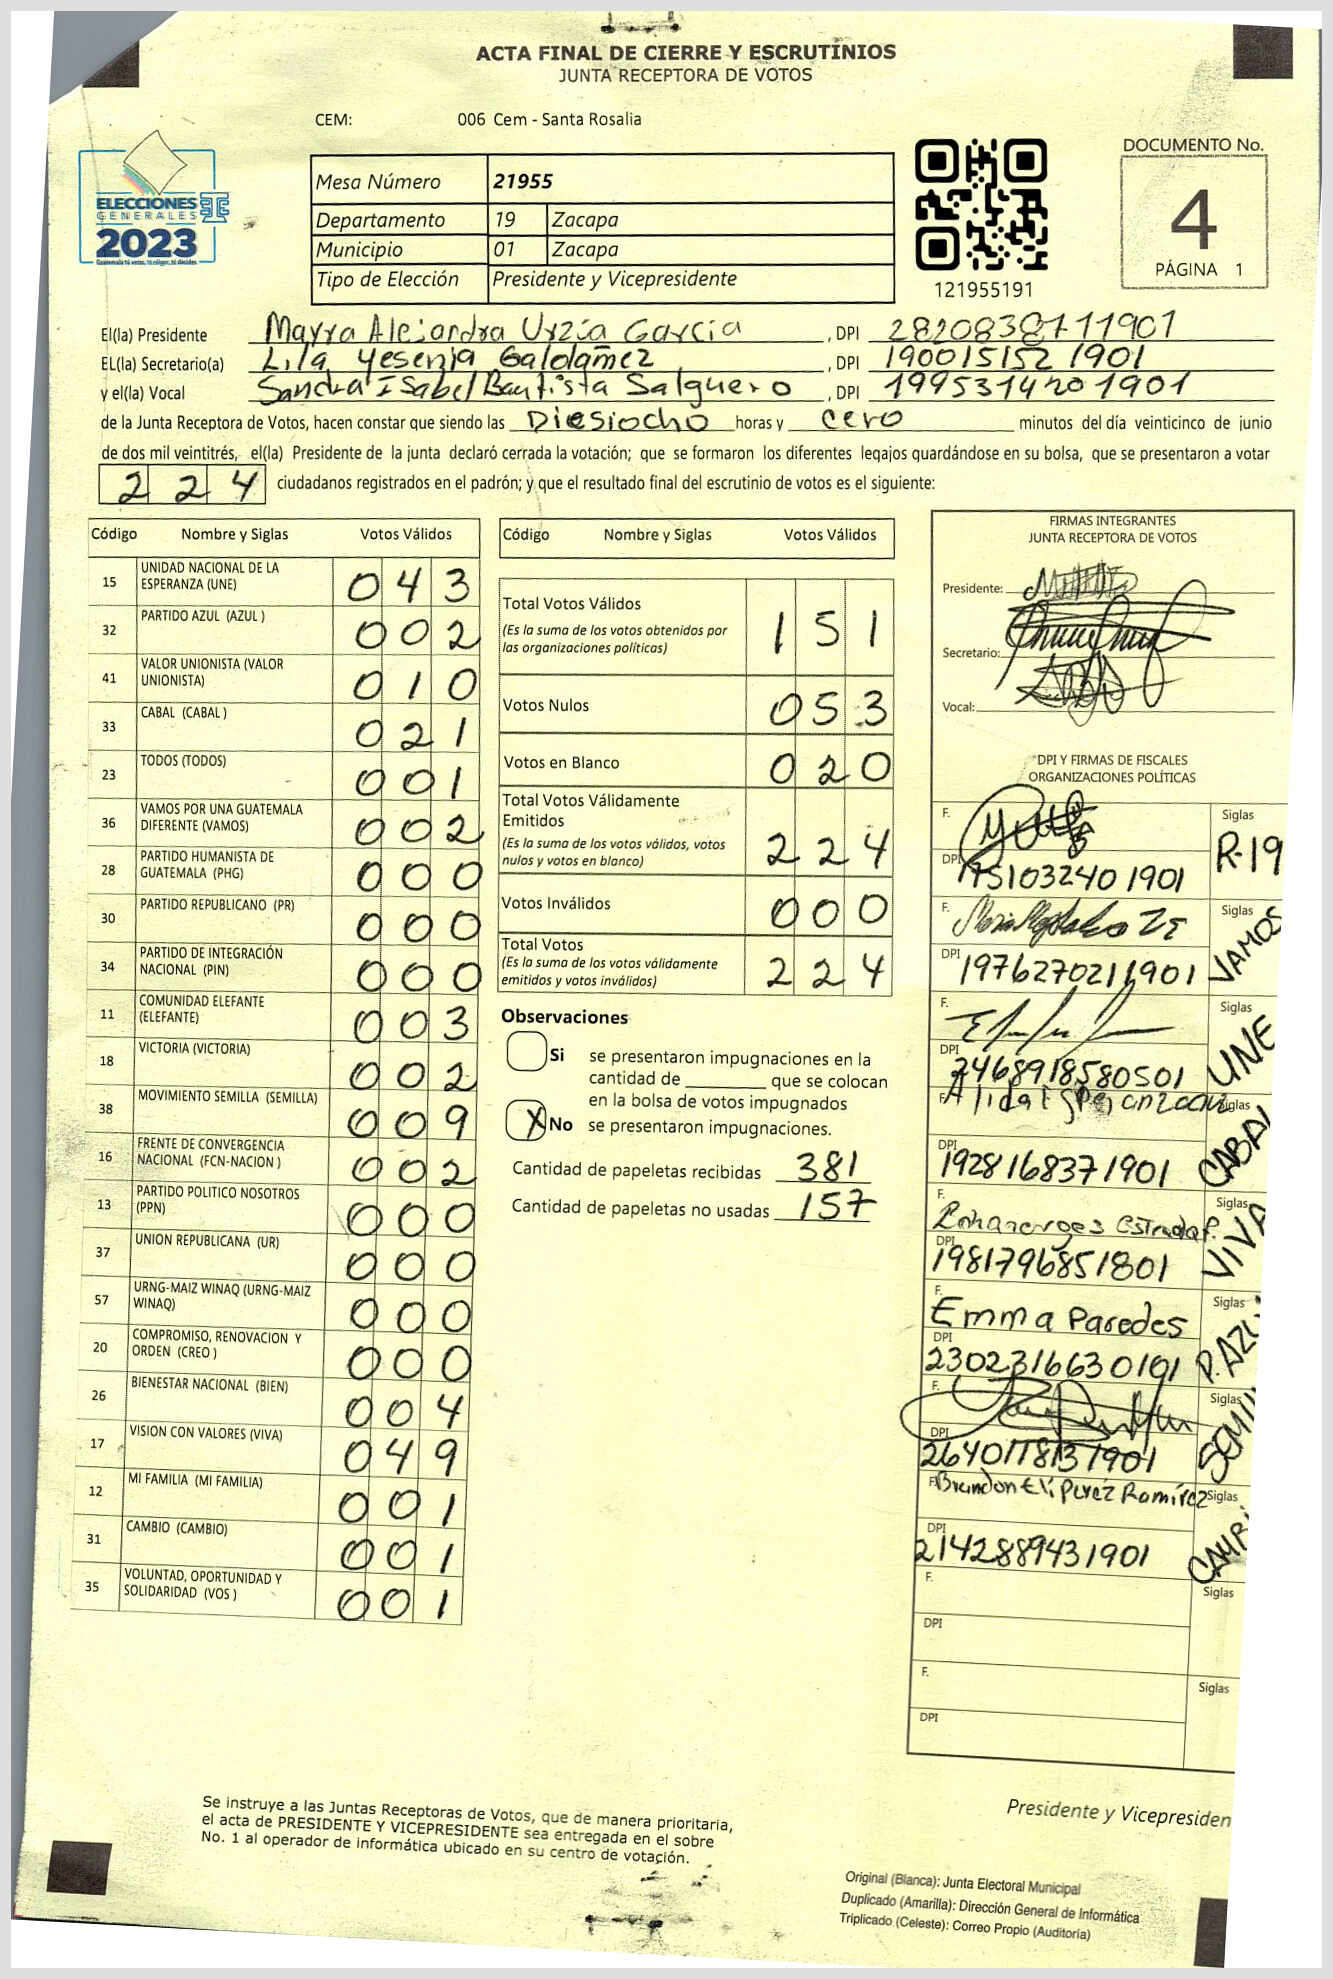 ACTA FINAL DE CIERRE Y ESCRUTINIOS
JUNTA RECEPTORA DE VOTOS
CEM: 006 Cem - Santa Rosalia
ELECCIONES
GENERALES
2023
Guatemala tú votas, tú eliges, tú decides
Mesa Número 21955
Departamento 19 Zacapa
Municipio 01 Zacapa
Tipo de Elección Presidente y Vicepresidente
121955191
DOCUMENTO No.
4
PÁGINA 1
El(la) Presidente Mayra Alejandra Urzúa García , DPI 2820838711901
EL(la) Secretario(a) Lila Yesenia Galdámez , DPI 190015152 1901
y el(la) Vocal Sandra Isabel Bautista Salguero , DPI 199531420 1901
de la Junta Receptora de Votos, hacen constar que siendo las Diesiocho horas y cero minutos del día veinticinco de junio
de dos mil veintitrés, el(la) Presidente de la junta declaró cerrada la votación; que se formaron los diferentes legajos guardándose en su bolsa, que se presentaron a votar
224 ciudadanos registrados en el padrón; y que el resultado final del escrutinio de votos es el siguiente:
Código Nombre y Siglas Votos Válidos
15 UNIDAD NACIONAL DE LA
ESPERANZA (UNE) 043
32 PARTIDO AZUL (AZUL ) 002
41 VALOR UNIONISTA (VALOR
UNIONISTA) 010
33 CABAL (CABAL ) 021
23 TODOS (TODOS) 001
36 VAMOS POR UNA GUATEMALA
DIFERENTE (VAMOS) 002
28 PARTIDO HUMANISTA DE
GUATEMALA (PHG) 000
30 PARTIDO REPUBLICANO (PR) 000
34 PARTIDO DE INTEGRACIÓN
NACIONAL (PIN) 000
11 COMUNIDAD ELEFANTE
(ELEFANTE) 003
18 VICTORIA (VICTORIA) 002
38 MOVIMIENTO SEMILLA (SEMILLA) 009
16 FRENTE DE CONVERGENCIA
NACIONAL (FCN-NACION ) 002
13 PARTIDO POLITICO NOSOTROS
(PPN) 000
37 UNION REPUBLICANA (UR) 000
57 URNG-MAIZ WINAQ (URNG-MAIZ
WINAQ) 000
20 COMPROMISO, RENOVACION Y
ORDEN (CREO ) 000
26 BIENESTAR NACIONAL (BIEN) 004
17 VISION CON VALORES (VIVA) 049
12 MI FAMILIA (MI FAMILIA) 001
31 CAMBIO (CAMBIO) 001
35 VOLUNTAD, OPORTUNIDAD Y
SOLIDARIDAD (VOS ) 001
Código Nombre y Siglas Votos Válidos
Total Votos Válidos
(Es la suma de los votos obtenidos por
las organizaciones políticas) 151
Votos Nulos 053
Votos en Blanco 020
Total Votos Válidamente
Emitidos
(Es la suma de los votos válidos, votos
nulos y votos en blanco) 224
Votos Inválidos 000
Total Votos
(Es la suma de los votos válidamente
emitidos y votos inválidos) 224
Observaciones
Si se presentaron impugnaciones en la
cantidad de ________ que se colocan
en la bolsa de votos impugnados
X No se presentaron impugnaciones.
Cantidad de papeletas recibidas 381
Cantidad de papeletas no usadas 157
FIRMAS INTEGRANTES
JUNTA RECEPTORA DE VOTOS
Presidente:
Secretario:
Vocal:
DPI Y FIRMAS DE FISCALES
ORGANIZACIONES POLÍTICAS
F. Siglas
R-19
DPI 175103240 1901
F. Siglas
VAMOS
DPI 1976270211901
F. Siglas
UNE
DPI 2468918580501
F. Siglas
CABAL
DPI 1928168371901
F. Estrada P. Siglas
VIVA
DPI 1981796851801
F. Emma Paredes Siglas
P. AZU
DPI 2302316630101
F. Siglas
SEMI
DPI 2640118131901
F. Brandon Eli Perez Ramírez Siglas
DPI 2142889431901
F. Siglas
DPI
F. Siglas
DPI
Se instruye a las Juntas Receptoras de Votos, que de manera prioritaria,
el acta de PRESIDENTE Y VICEPRESIDENTE sea entregada en el sobre
No. 1 al operador de informática ubicado en su centro de votación.
Presidente y Vicepresiden
Original (Blanca): Junta Electoral Municipal
Duplicado (Amarilla): Dirección General de Informática
Triplicado (Celeste): Correo Propio (Auditoría)